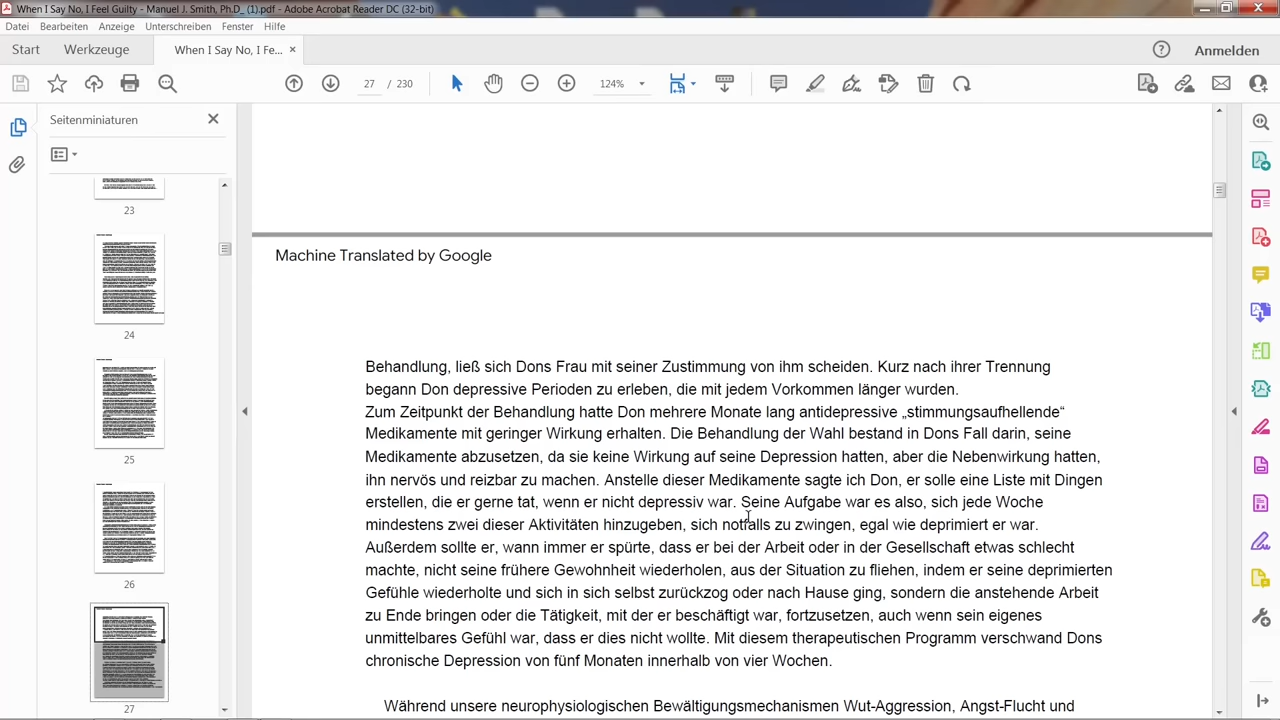 When I Say No, I Feel Guilty - Manuel J. Smith, Ph.D_ (1).pdf - Adobe Acrobat Reader DC (32-bit)
Datei Bearbeiten Anzeige Unterschreiben Fenster Hilfe
Start Werkzeuge When I Say No, I Fe... × Anmelden
27 / 230 124%
Seitenminiaturen
23
24
25
26
27
Machine Translated by Google
Behandlung, ließ sich Dons Frau mit seiner Zustimmung von ihm scheiden. Kurz nach ihrer Trennung
Don depressive Perioden zu erleben, die mit jedem Vorkommen länger wurden.
Zum Zeitpunkt der Behandlung hatte Don mehrere Monate lang antidepressive „stimmungsaufhellende“
Medikamente mit geringer Wirkung erhalten. Die Behandlung der Wahl bestand in Dons Fall darin, seine
Medikamente abzusetzen, da sie keine Wirkung auf seine Depression hatten, aber die Nebenwirkung hatten,
ihn nervös und reizbar zu machen. Anstelle dieser Medikamente sagte ich Don, er solle eine Liste mit Dingen
die er gerne tat, wenn er nicht depressiv war. Seine Aufgabe war es also, sich jede Woche
mindestens zwei dieser Aktivitäten hinzugeben, sich notfalls zu zwingen, egal wie deprimiert er war.
Außerdem sollte er, wann immer er spürte, dass er bei der Arbeit oder in der Gesellschaft etwas schlecht
machte, nicht seine frühere Gewohnheit wiederholen, aus der Situation zu fliehen, indem er seine deprimierten
Gefühle wiederholte und sich in sich selbst zurückzog oder nach Hause ging, sondern die anstehende Arbeit
zu Ende bringen oder die Tätigkeit, mit der er beschäftigt war, fortsetzen, auch wenn sein eigenes
unmittelbares Gefühl war, dass er dies nicht wollte. Mit diesem therapeutischen Programm verschwand Dons
chronische Depression von elf Monaten innerhalb von vier Wochen.
Während unsere neurophysiologischen Bewältigungsmechanismen Wut-Aggression, Angst-Flucht und